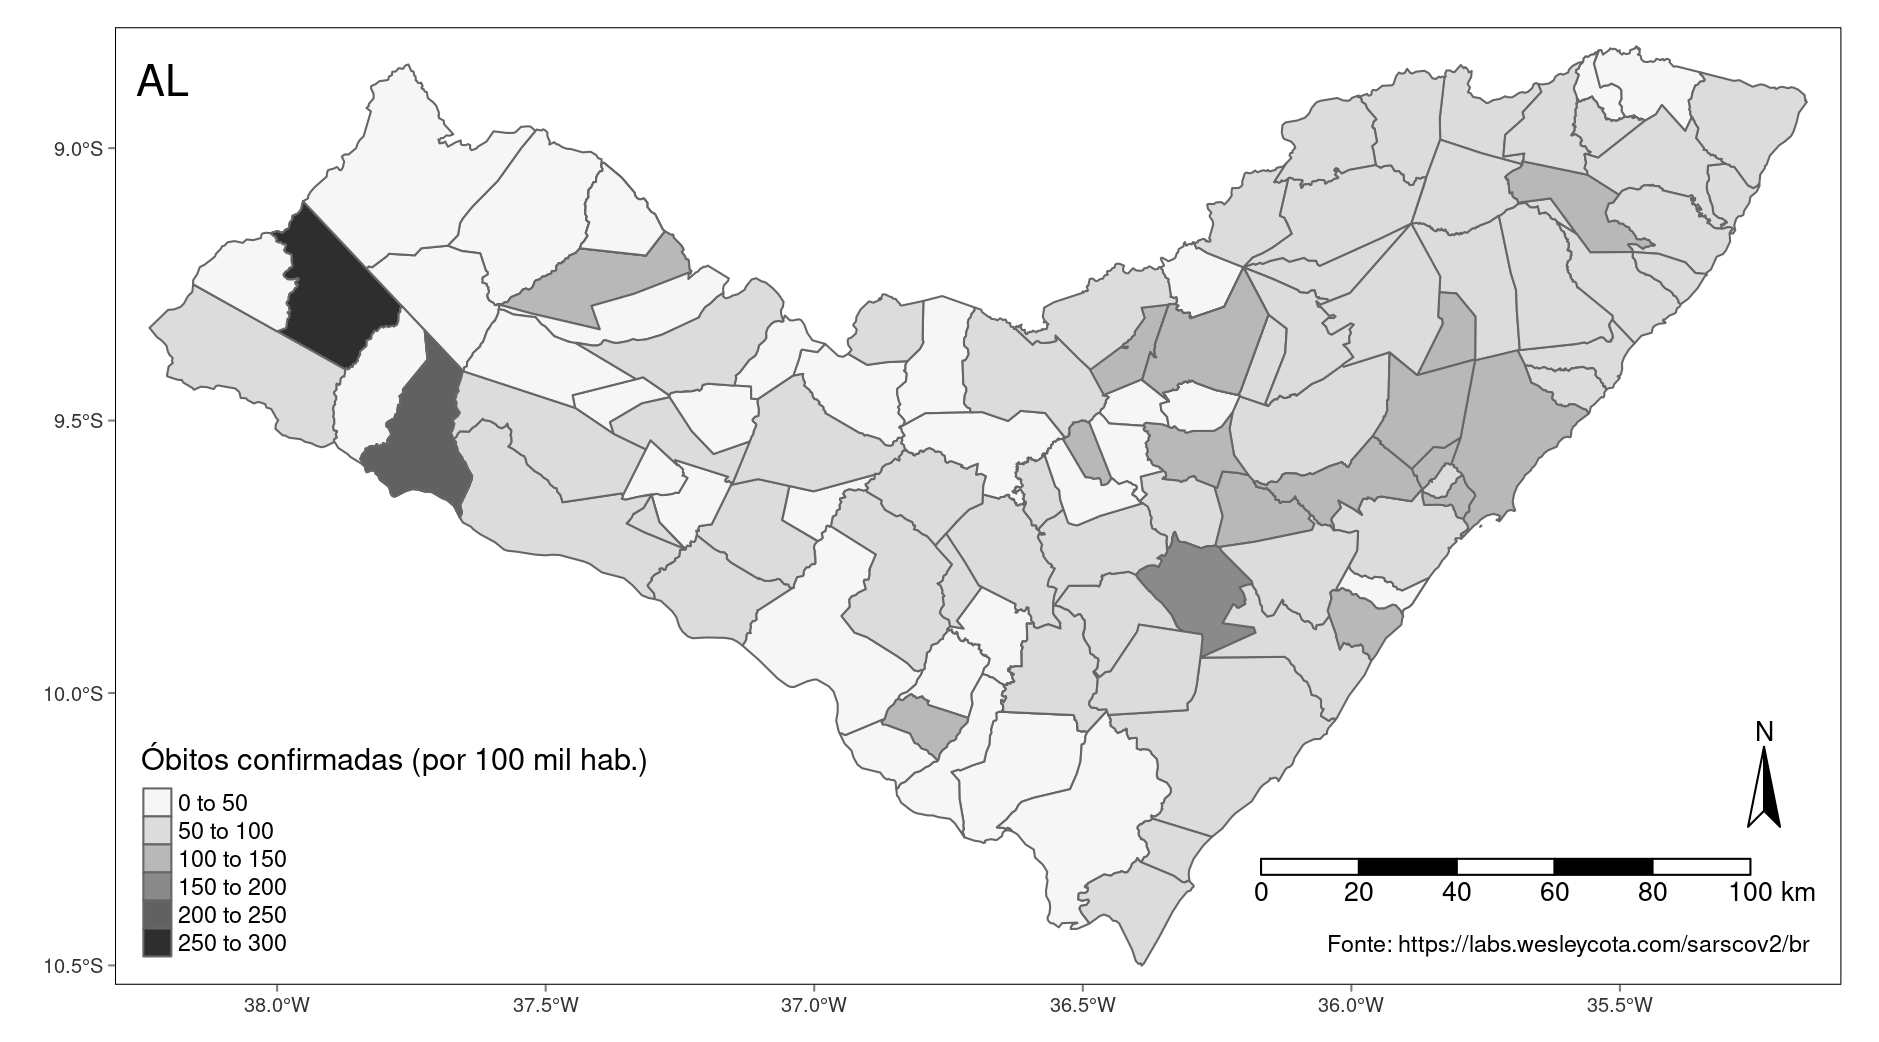 AL
9.0°S
9.5°S
10.0°S
10.5°S
Óbitos confirmadas (por 100 mil hab.)
0 to 50
50 to 100
100 to 150
150 to 200
200 to 250
250 to 300
N
0 20 40 60 80 100 km
Fonte: https://labs.wesleycota.com/sarscov2/br
38.0°W 37.5°W 37.0°W 36.5°W 36.0°W 35.5°W